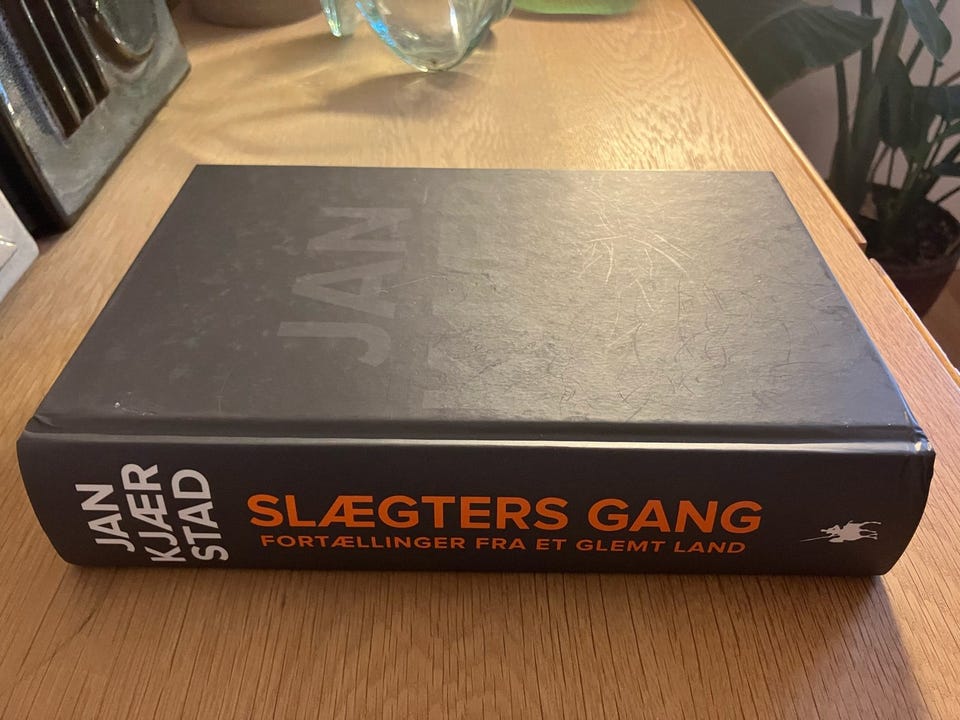 JAN
JAN
KJÆR
STAD
SLÆGTERS GANG
FORTÆLLINGER FRA ET GLEMT LAND